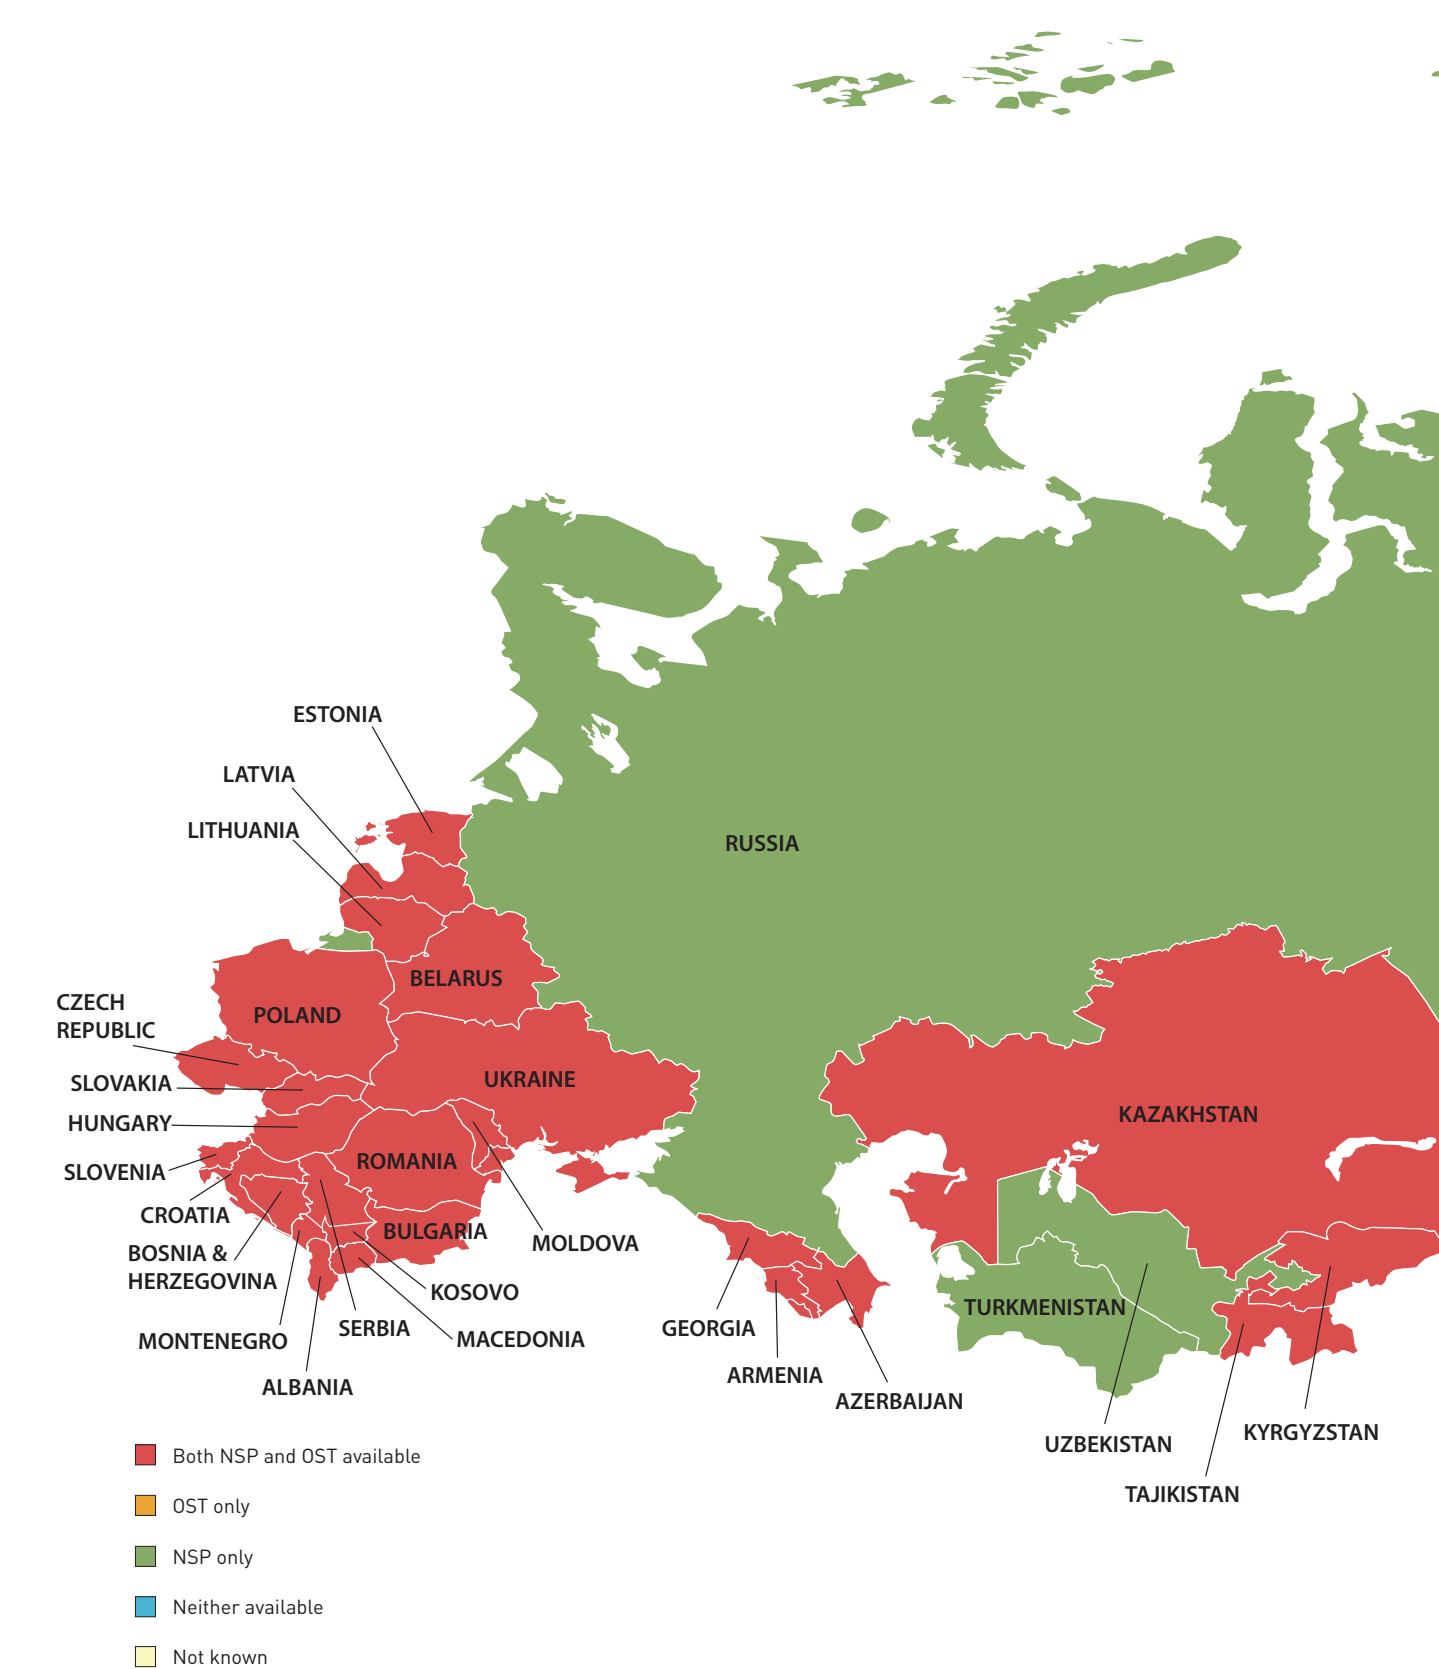 ESTONIA
LATVIA
LITHUANIA
RUSSIA
BELARUS
CZECH
REPUBLIC
POLAND
SLOVAKIA
UKRAINE
HUNGARY
KAZAKHSTAN
SLOVENIA
ROMANIA
CROATIA
BULGARIA
MOLDOVA
BOSNIA &
HERZEGOVINA
KOSOVO
TURKMENISTAN
MONTENEGRO
SERBIA
MACEDONIA
GEORGIA
ALBANIA
ARMENIA
AZERBAIJAN
UZBEKISTAN
KYRGYZSTAN
TAJIKISTAN
Both NSP and OST available
OST only
NSP only
Neither available
Not known